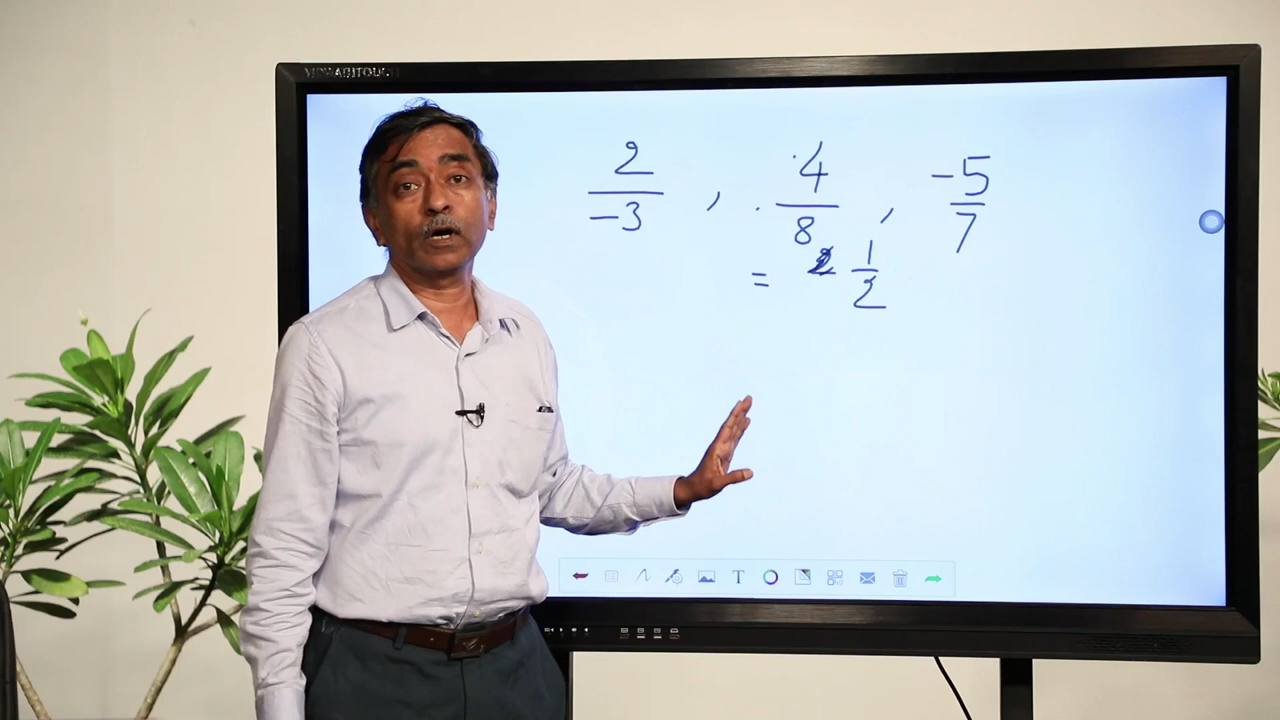 2/-3 , 4/8 , -5/7
= 1/2
T